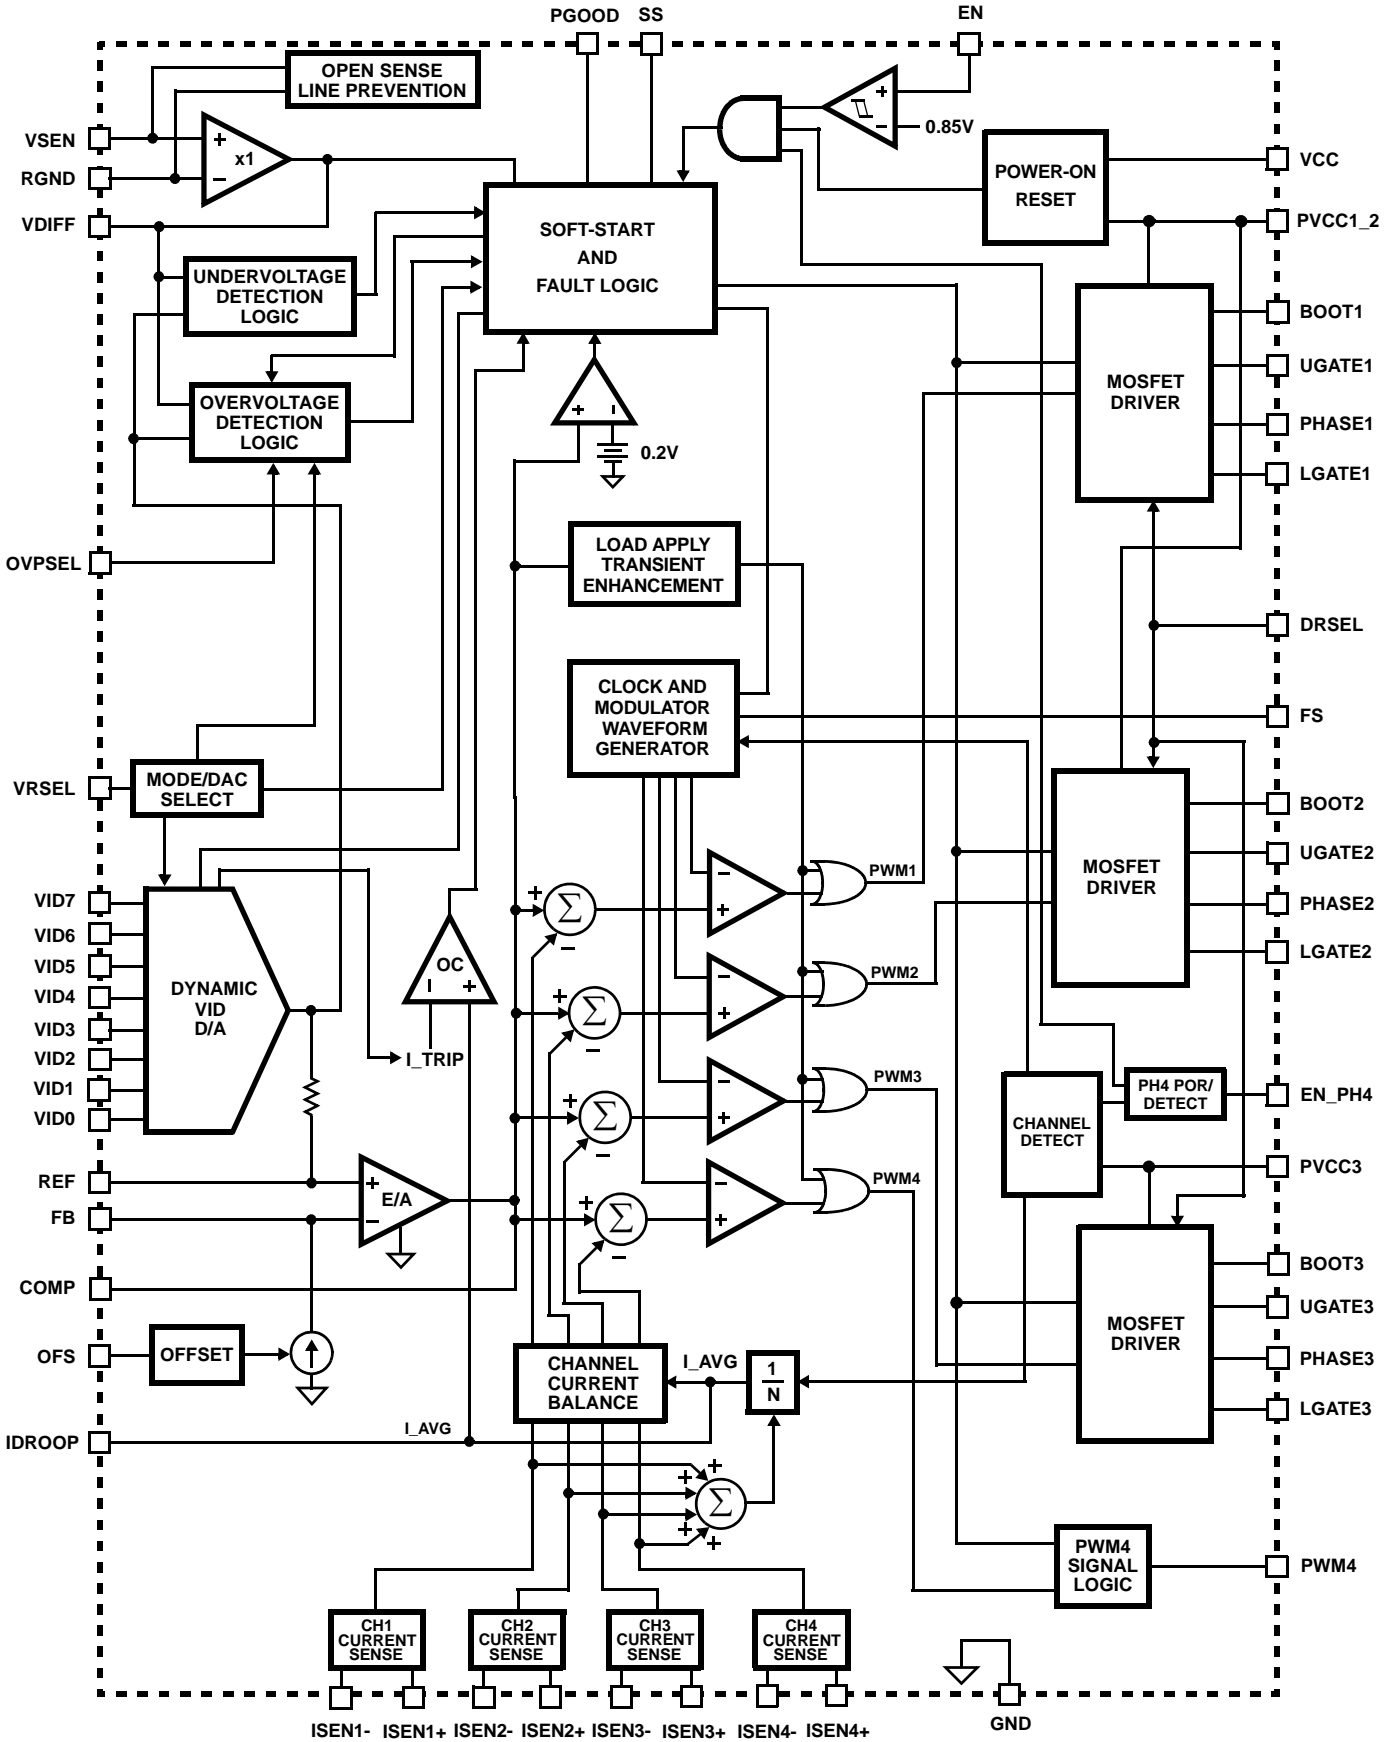 PGOOD
SS
EN
OPEN SENSE
LINE PREVENTION
+
−
0.85V
VSEN
+
x1
−
RGND
VDIFF
POWER-ON
RESET
VCC
PVCC1_2
SOFT-START
AND
FAULT LOGIC
UNDERVOLTAGE
DETECTION
LOGIC
OVERVOLTAGE
DETECTION
LOGIC
+
−
0.2V
MOSFET
DRIVER
BOOT1
UGATE1
PHASE1
LGATE1
OVPSEL
LOAD APPLY
TRANSIENT
ENHANCEMENT
DRSEL
CLOCK AND
MODULATOR
WAVEFORM
GENERATOR
FS
VRSEL
MODE/DAC
SELECT
MOSFET
DRIVER
BOOT2
UGATE2
PHASE2
LGATE2
VID7
VID6
VID5
VID4
VID3
VID2
VID1
VID0
DYNAMIC
VID
D/A
OC
−
+
I_TRIP
+
Σ
−
−
+
PWM1
+
Σ
−
−
+
PWM2
+
Σ
−
−
+
PWM3
+
Σ
−
−
+
PWM4
CHANNEL
DETECT
PH4 POR/
DETECT
EN_PH4
PVCC3
REF
FB
+
E/A
−
COMP
OFS
OFFSET
CHANNEL
CURRENT
BALANCE
I_AVG
1
N
MOSFET
DRIVER
BOOT3
UGATE3
PHASE3
LGATE3
IDROOP
I_AVG
+
+
Σ
+
+
PWM4
SIGNAL
LOGIC
PWM4
CH1
CURRENT
SENSE
CH2
CURRENT
SENSE
CH3
CURRENT
SENSE
CH4
CURRENT
SENSE
ISEN1-
ISEN1+
ISEN2-
ISEN2+
ISEN3-
ISEN3+
ISEN4-
ISEN4+
GND